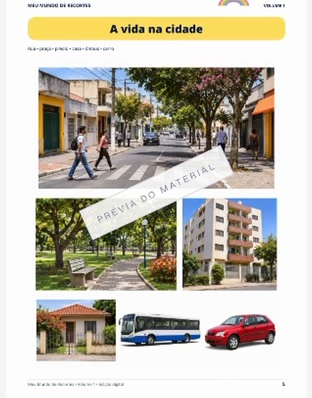 MEU MUNDO DE RECORTES
VOLUME 1
A vida na cidade
Rua • praça • prédio • casa • ônibus • carro
PRÉVIA DO MATERIAL
Meu Mundo de Recortes • Volume 1 • Edição digital
5